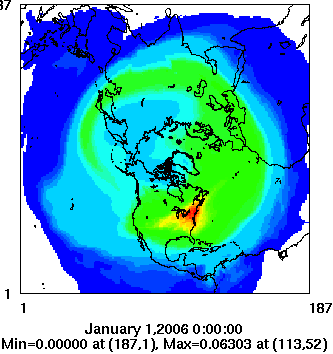 87
1
1 187
January 1,2006 0:00:00
Min=0.00000 at (187,1), Max=0.06303 at (113,52)